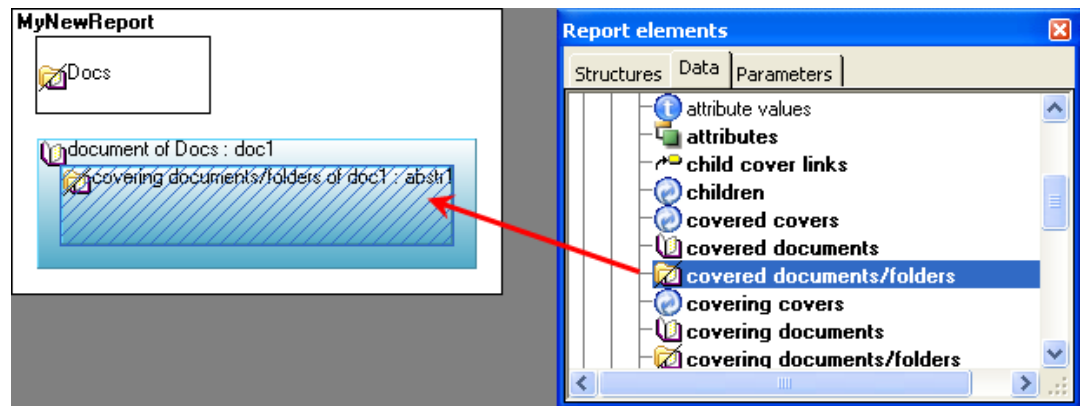 MyNewReport
Docs
document of Docs : doc1
covering documents/folders of doc1 : abstr1
Report elements
Structures Data Parameters
attribute values
attributes
child cover links
children
covered covers
covered documents
covered documents/folders
covering covers
covering documents
covering documents/folders